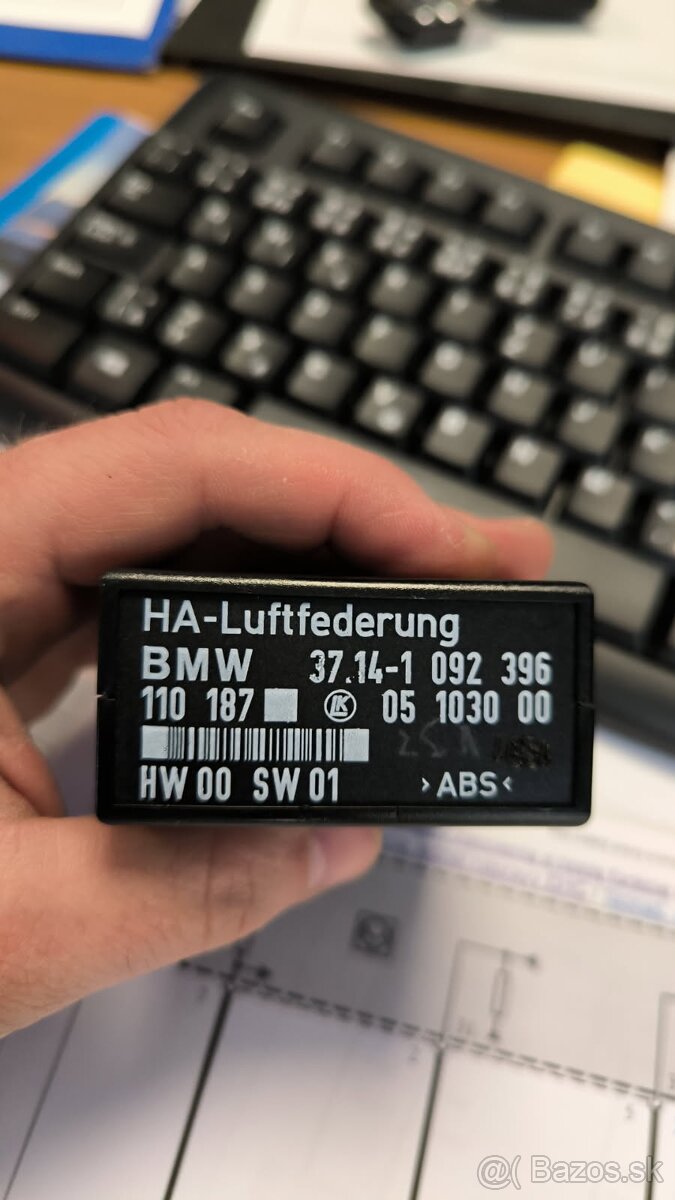 HA-Luftfederung
BMW 37.14-1 092 396
110 187 LK 05 1030 00
HW 00 SW 01 >ABS<
@( Bazos.sk